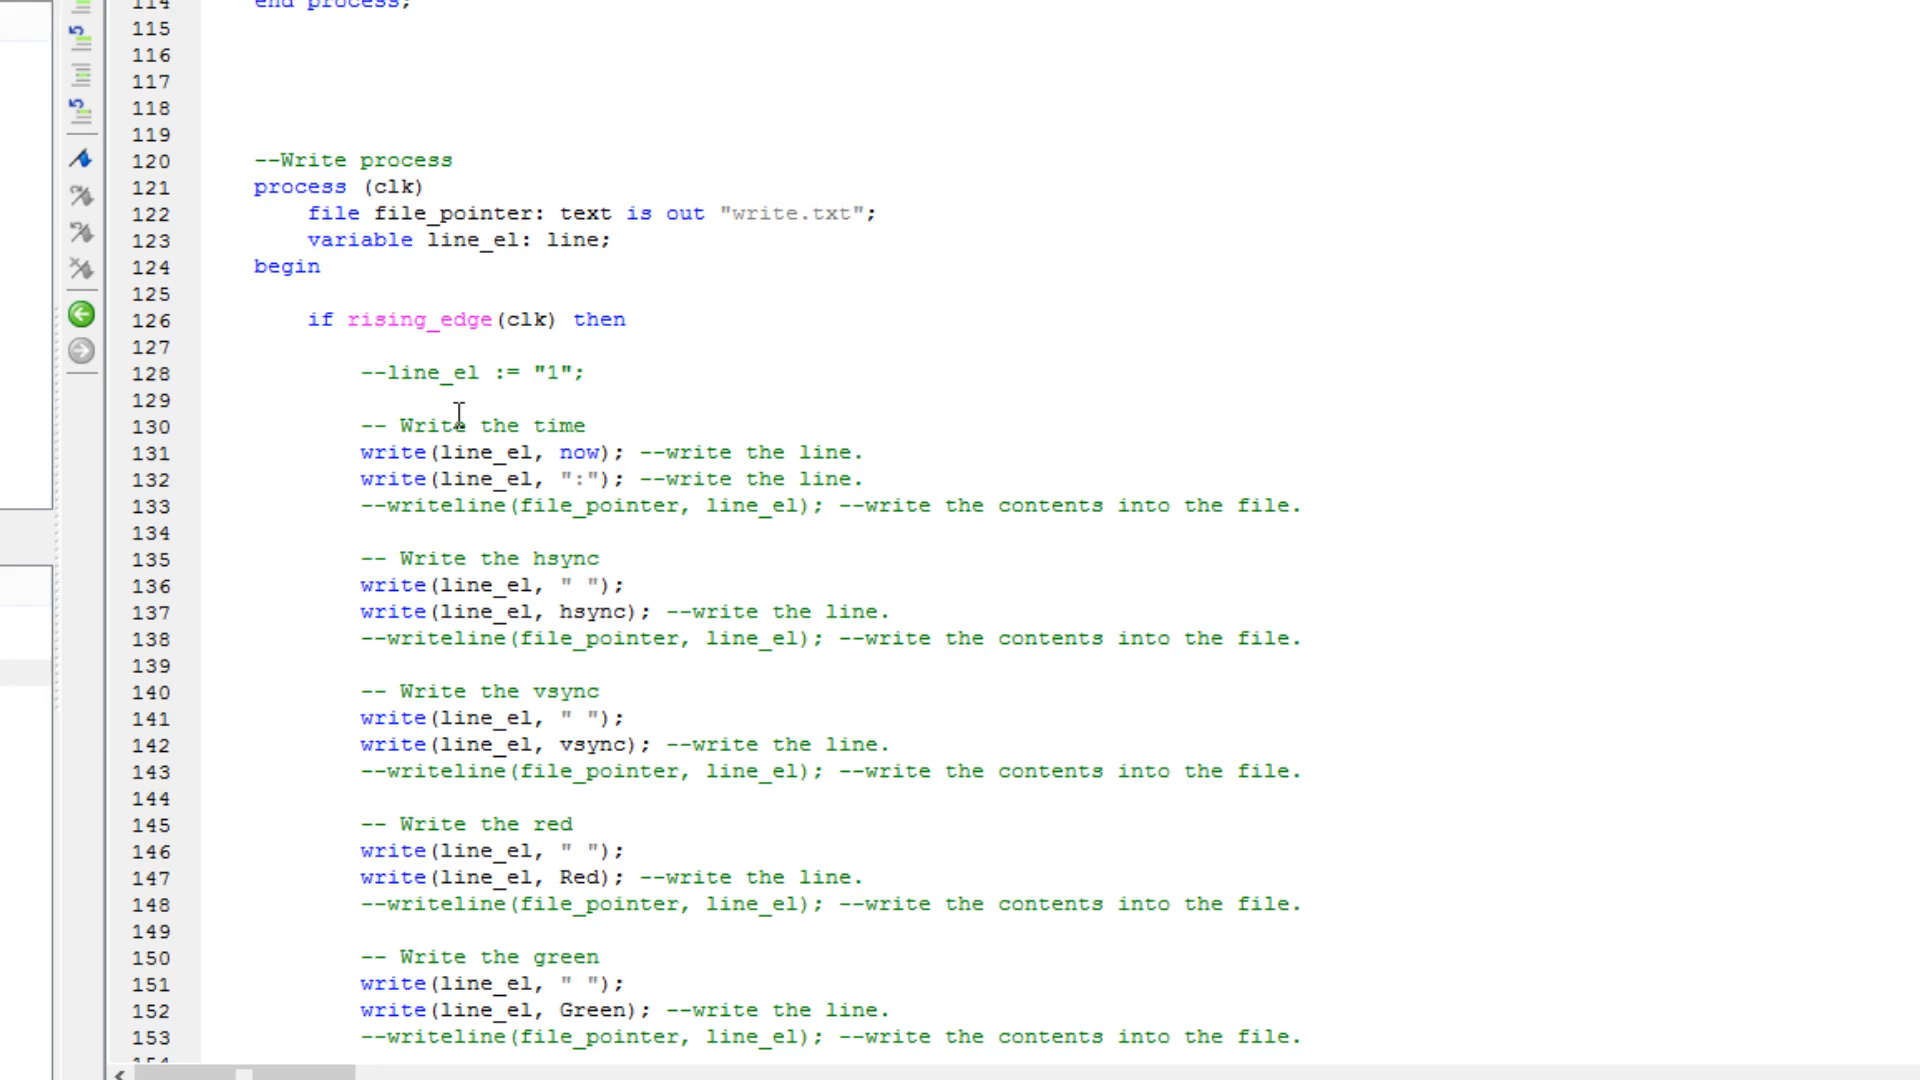 114 end process;
115
116
117
118
119
120 --Write process
121 process (clk)
122 file file_pointer: text is out "write.txt";
123 variable line_el: line;
124 begin
125
126 if rising_edge(clk) then
127
128 --line_el := "1";
129
130 -- Write the time
131 write(line_el, now); --write the line.
132 write(line_el, ":"); --write the line.
133 --writeline(file_pointer, line_el); --write the contents into the file.
134
135 -- Write the hsync
136 write(line_el, " ");
137 write(line_el, hsync); --write the line.
138 --writeline(file_pointer, line_el); --write the contents into the file.
139
140 -- Write the vsync
141 write(line_el, " ");
142 write(line_el, vsync); --write the line.
143 --writeline(file_pointer, line_el); --write the contents into the file.
144
145 -- Write the red
146 write(line_el, " ");
147 write(line_el, Red); --write the line.
148 --writeline(file_pointer, line_el); --write the contents into the file.
149
150 -- Write the green
151 write(line_el, " ");
152 write(line_el, Green); --write the line.
153 --writeline(file_pointer, line_el); --write the contents into the file.
154